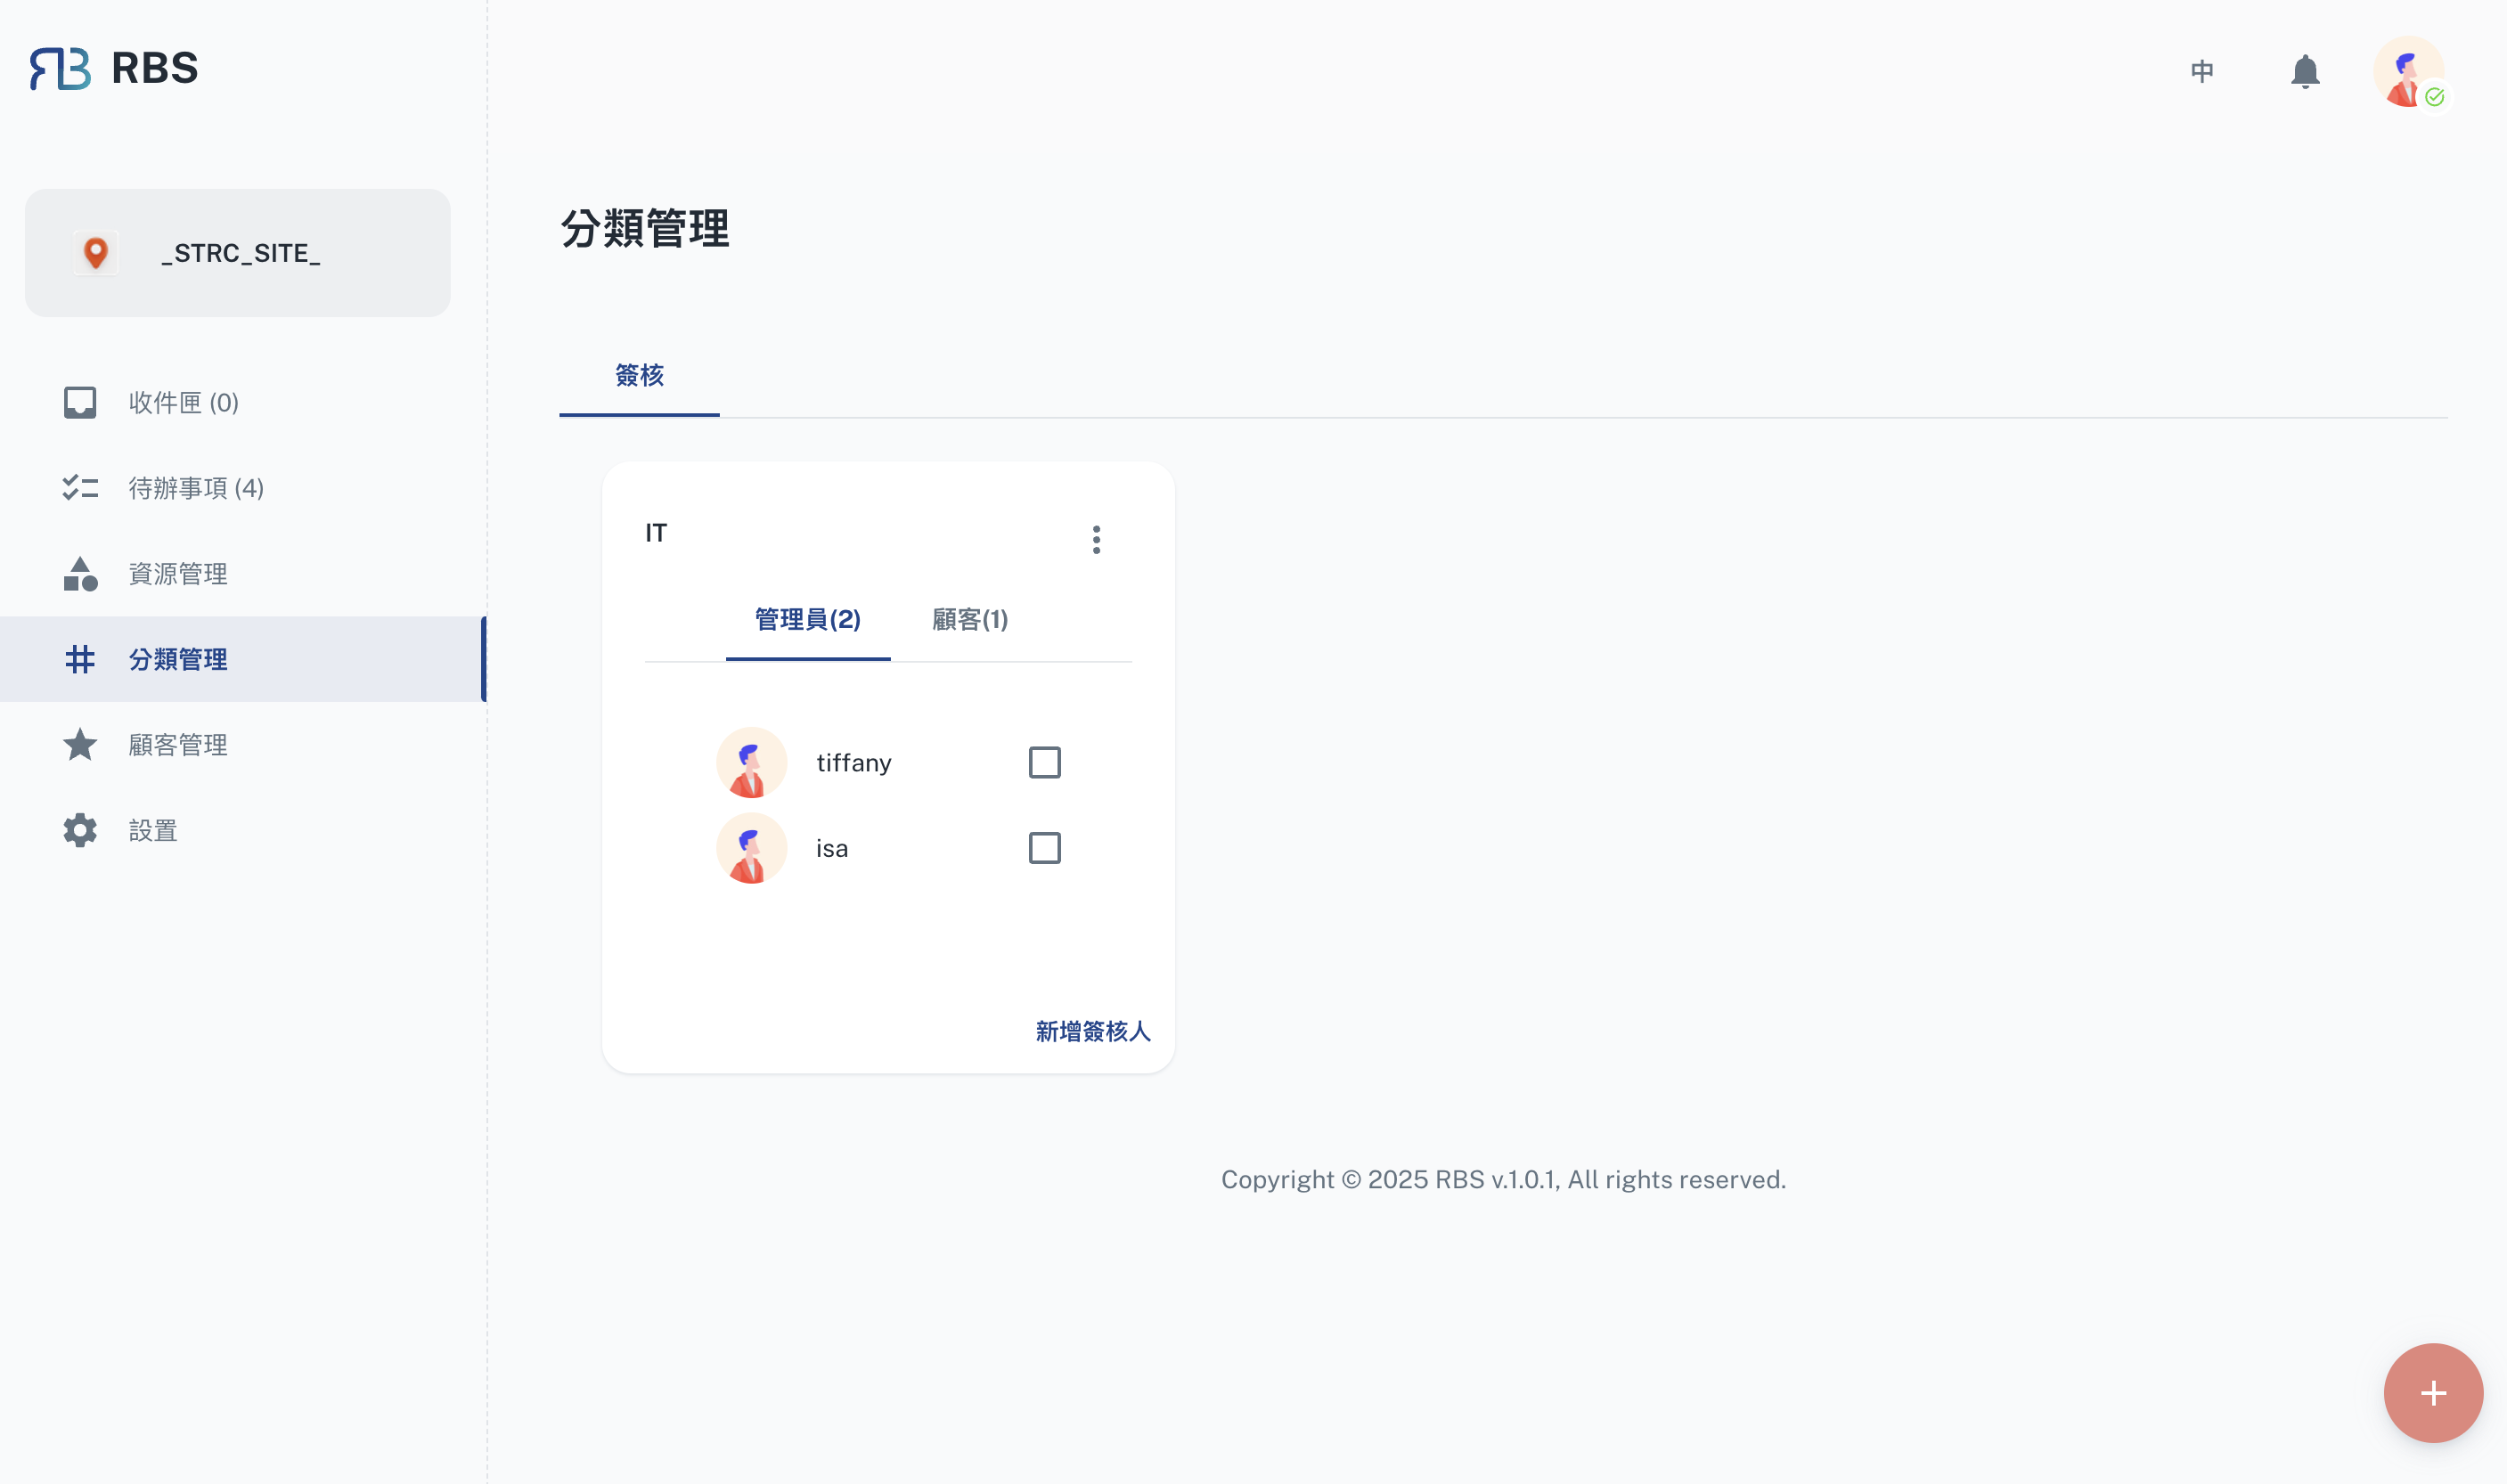 RBS
中
_STRC_SITE_
收件匣 (0)
待辦事項 (4)
資源管理
分類管理
顧客管理
設置
分類管理
簽核
IT
管理員(2)
顧客(1)
tiffany
isa
新增簽核人
Copyright © 2025 RBS v.1.0.1, All rights reserved.